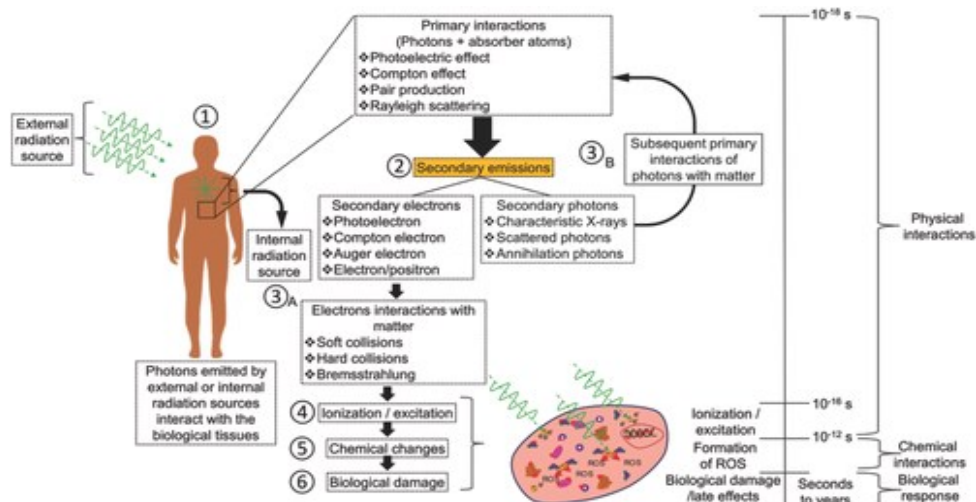 Primary interactions
(Photons + absorber atoms)
❖Photoelectric effect
❖Compton effect
❖Pair production
❖Rayleigh scattering
10⁻¹⁸ s
External
radiation
source
①
② Secondary emissions
③B
Subsequent primary
interactions of
photons with matter
Secondary electrons
❖Photoelectron
❖Compton electron
❖Auger electron
❖Electron/positron
Secondary photons
❖Characteristic X-rays
❖Scattered photons
❖Annihilation photons
Physical
interactions
Internal
radiation
source
③A
Electrons interactions with
matter
❖Soft collisions
❖Hard collisions
❖Bremsstrahlung
Photons emitted by
external or internal
radiation sources
interact with the
biological tissues
④ Ionization / excitation
⑤ Chemical changes
⑥ Biological damage
ROS
ROS
ROS
ROS
10⁻¹⁶ s
Ionization /
excitation
10⁻¹² s
Formation
of ROS
Chemical
interactions
Biological damage
/late effects
Seconds
to years
Biological
response